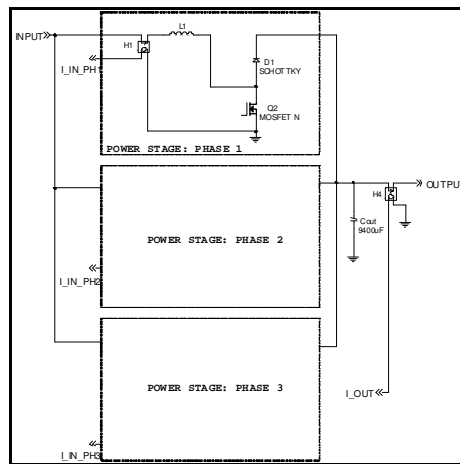 L1
INPUT
H1
I_IN_PH1
D1
SCHOTTKY
Q2
MOSFET N
POWER STAGE: PHASE 1
OUTPUT
H4
Cout
9400uF
POWER STAGE: PHASE 2
I_IN_PH2
POWER STAGE: PHASE 3
I_OUT
I_IN_PH3